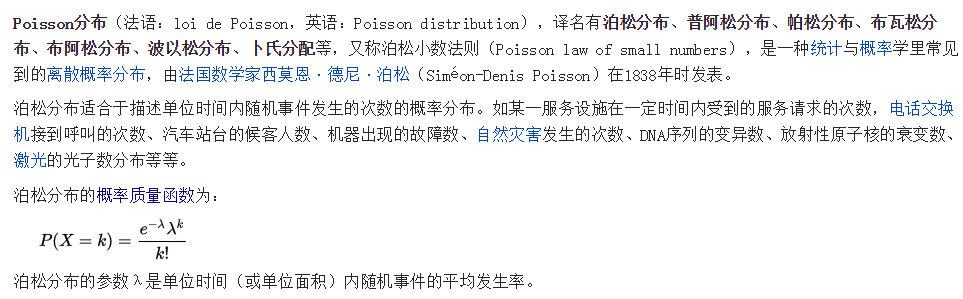 Poisson分布（法语：loi de Poisson，英语：Poisson distribution），译名有泊松分布、普阿松分布、帕松分布、布瓦松分
布、布阿松分布、波以松分布、卜氏分配等，又称泊松小数法则（Poisson law of small numbers），是一种统计与概率学里常见
到的离散概率分布，由法国数学家西莫恩·德尼·泊松（Siméon-Denis Poisson）在1838年时发表。
泊松分布适合于描述单位时间内随机事件发生的次数的概率分布。如某一服务设施在一定时间内受到的服务请求的次数，电话交换
机接到呼叫的次数、汽车站台的候客人数、机器出现的故障数、自然灾害发生的次数、DNA序列的变异数、放射性原子核的衰变数、
激光的光子数分布等等。
泊松分布的概率质量函数为：
P(X = k) = \frac{e^{-λ}λ^k}{k!}
泊松分布的参数λ是单位时间（或单位面积）内随机事件的平均发生率。